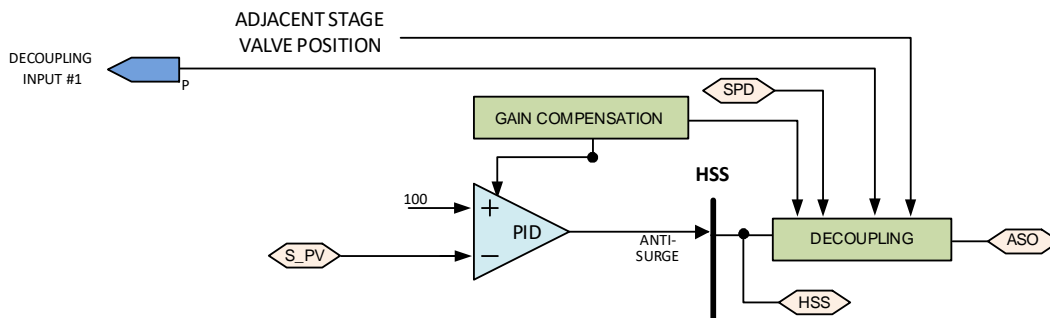 ADJACENT STAGE
VALVE POSITION
DECOUPLING
INPUT #1
P
SPD
GAIN COMPENSATION
HSS
100
+
PID
ANTI-
SURGE
DECOUPLING
ASO
S_PV
−
HSS